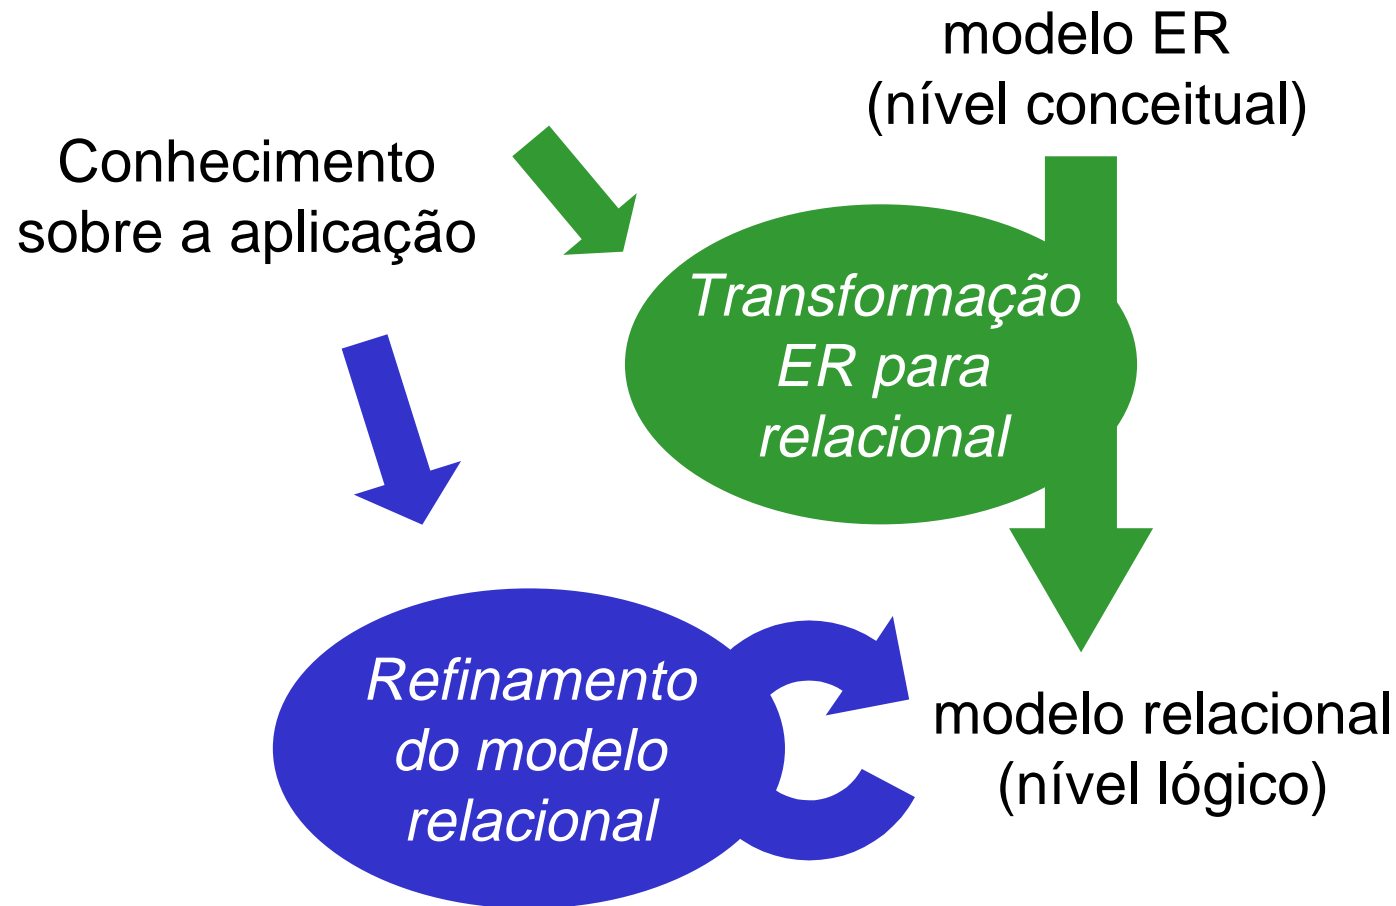 modelo ER
(nível conceitual)
Conhecimento
sobre a aplicação
Transformação
ER para
relacional
Refinamento
do modelo
relacional
modelo relacional
(nível lógico)